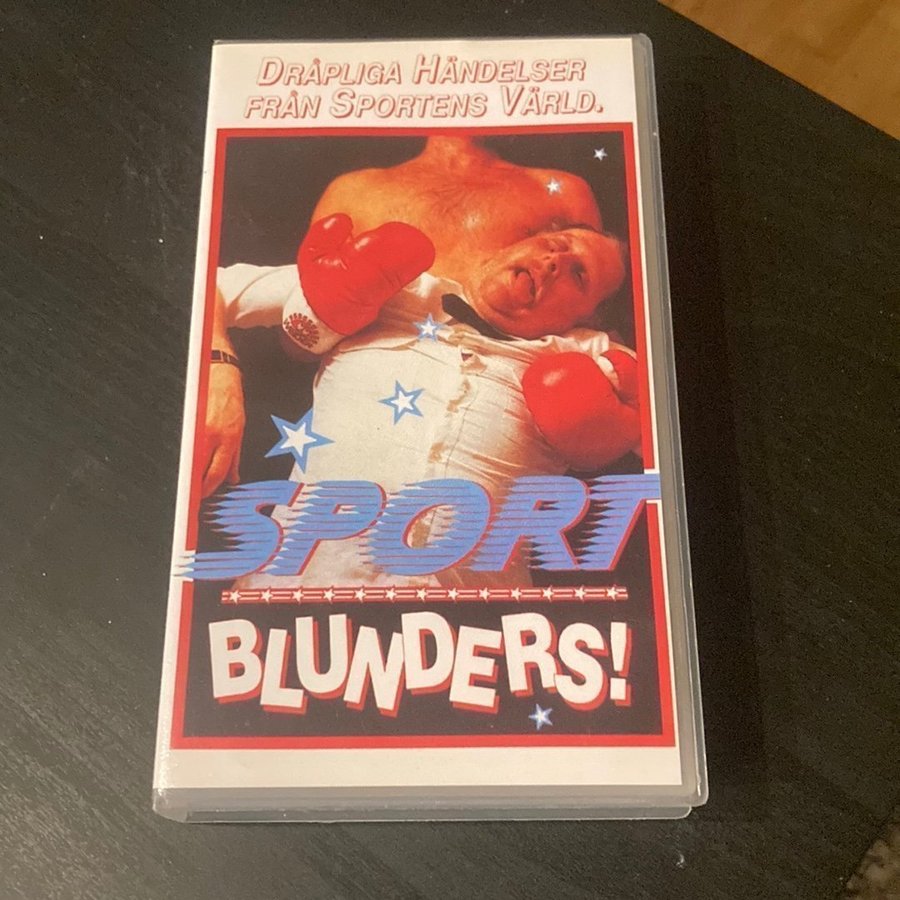 DRÅPLIGA HÄNDELSER
FRÅN SPORTENS VÄRLD.
SPORT
BLUNDERS!